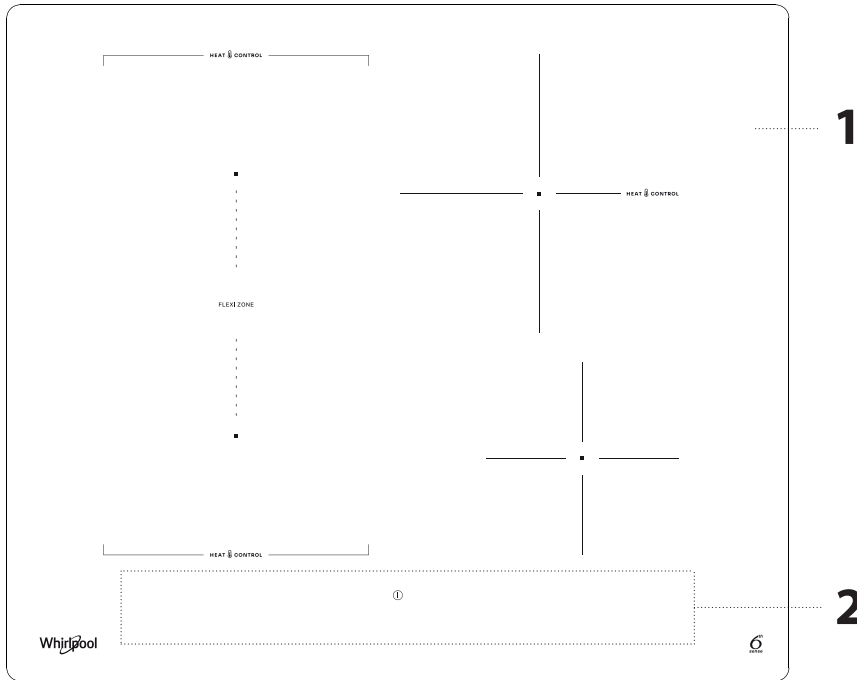 HEAT CONTROL
1
HEAT CONTROL
FLEXI ZONE
HEAT CONTROL
2
Whirlpool
6th
sense